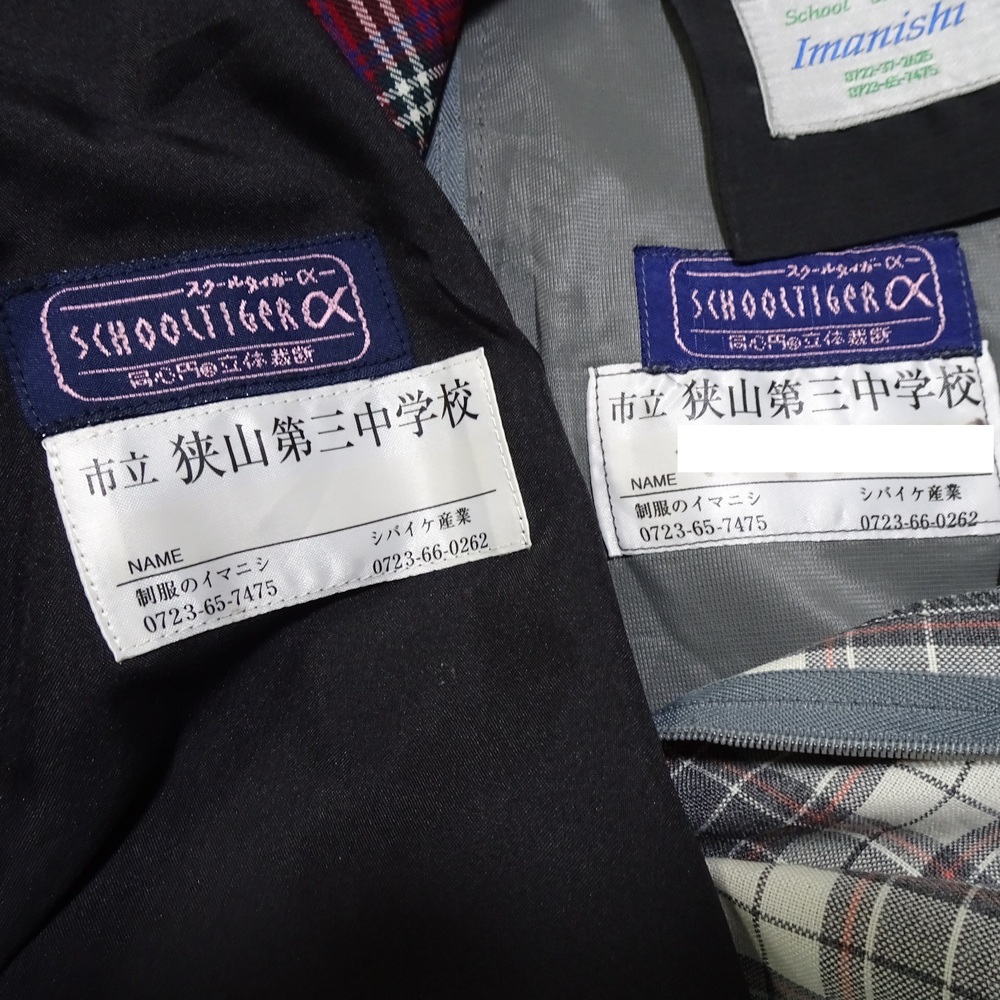 スクールタイガーα
SCHOOLTIGER α
同心円の立体裁断
市立 狭山第三中学校
NAME
制服のイマニシ シバイケ産業
0723-65-7475 0723-66-0262
School
Imanishi
0722-37-2625
0723-65-7475
スクールタイガーα
SCHOOLTIGER α
同心円の立体裁断
市立 狭山第三中学校
NAME
制服のイマニシ シバイケ産業
0723-65-7475 0723-66-0262